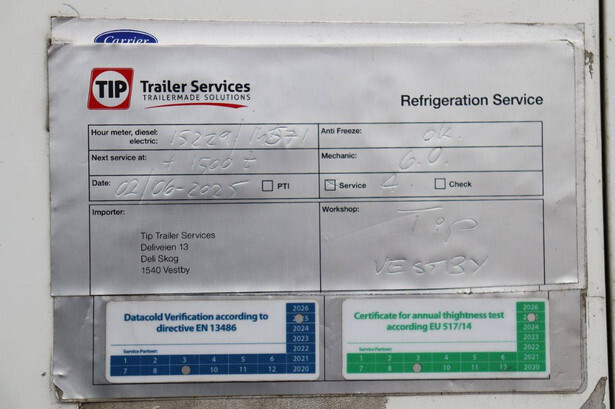 Carrier
TIP Trailer Services
TRAILERMADE SOLUTIONS
Refrigeration Service
Hour meter, diesel: 15229/10571 Anti Freeze: ok.
electric:
Next service at: + 1500 t Mechanic: G.O.
Date: 02/06-2025 PTI Service 4. Check
Importer: Workshop: Tip
Tip Trailer Services
Deliveien 13
Deli Skog
1540 Vestby VESTBY
Datacold Verification according to
directive EN 13486
Service Partner:
1 2 3 4 5 6
7 8 10 11 12
2026
2024
2023
2022
2021
2020
Certificate for annual thightness test
according EU 517/14
Service Partner:
1 2 3 4 5 6
7 8 10 11 12
2026
2024
2023
2022
2021
2020